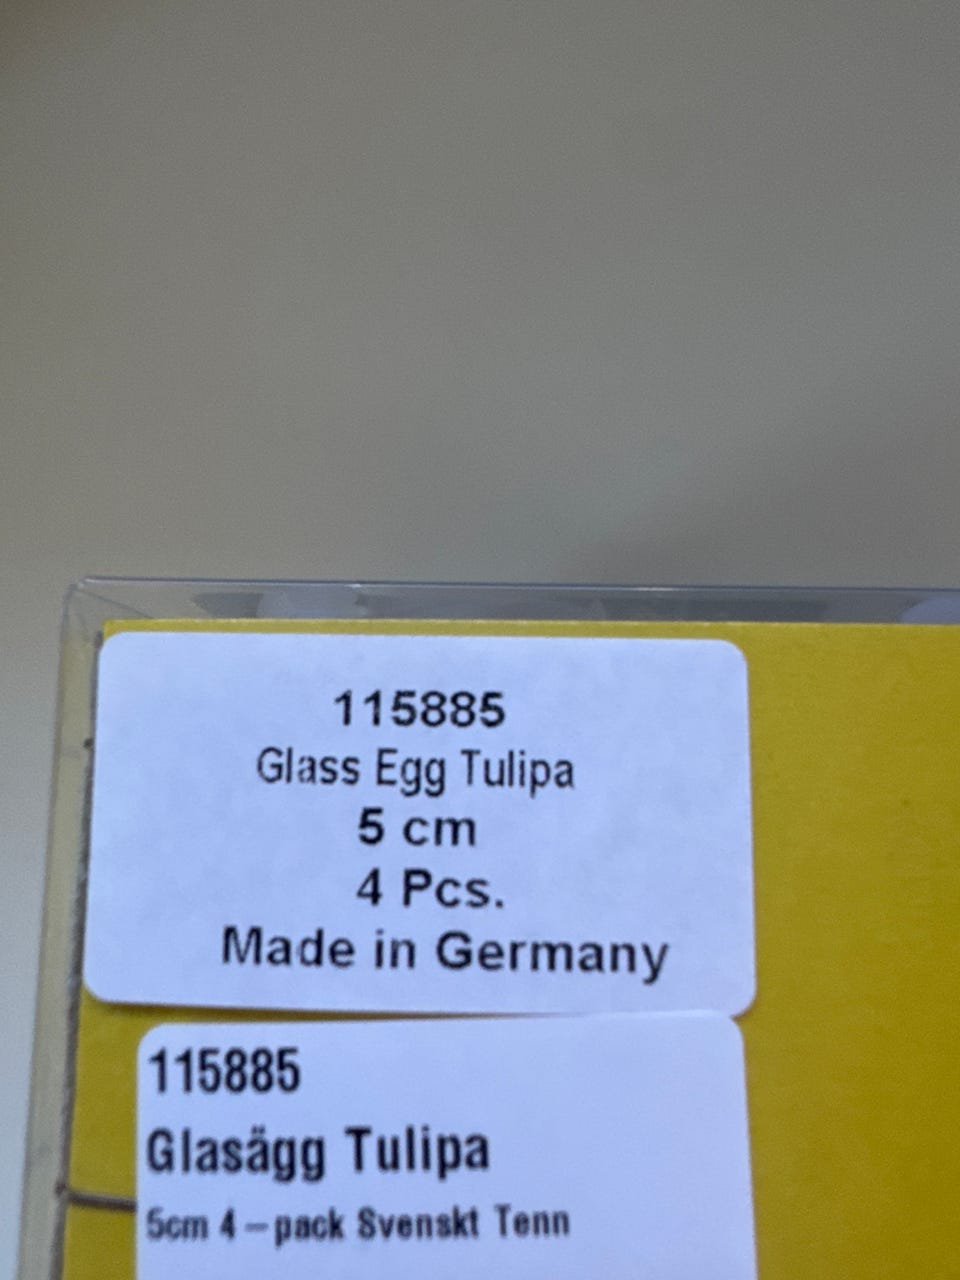 115885
Glass Egg Tulipa
5 cm
4 Pcs.
Made in Germany
115885
Glasägg Tulipa
5cm 4-pack Svenskt Tenn